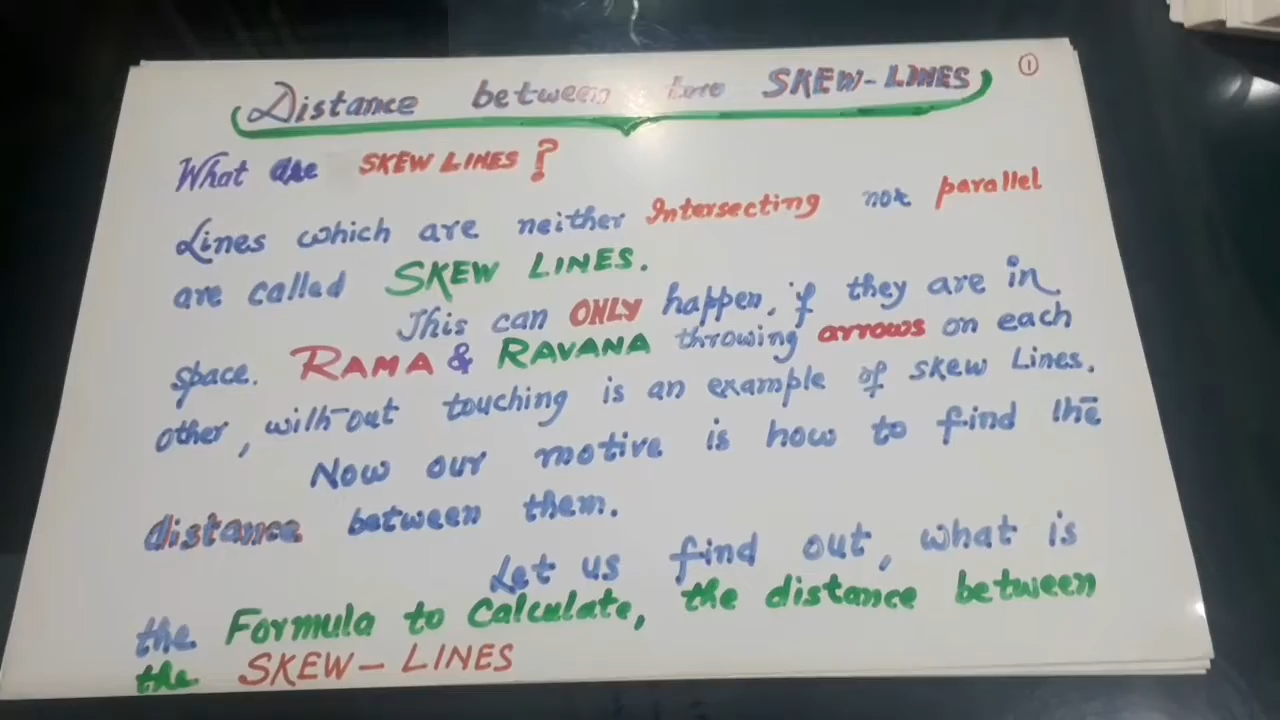 Distance between two SKEW-LINES
①
What are SKEW LINES?
Lines which are neither Intersecting nor parallel
are called SKEW LINES.
This can ONLY happen, if they are in
space. RAMA & RAVANA throwing arrows on each
other, with-out touching is an example of skew Lines.
Now our motive is how to find the
distance between them.
Let us find out, what is
the Formula to Calculate, the distance between
the SKEW-LINES